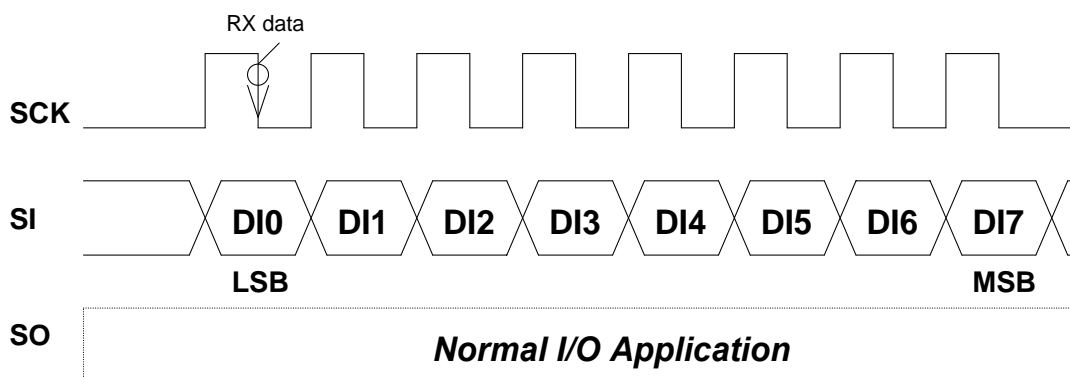 RX data
SCK
SI DI0 DI1 DI2 DI3 DI4 DI5 DI6 DI7
LSB MSB
SO Normal I/O Application